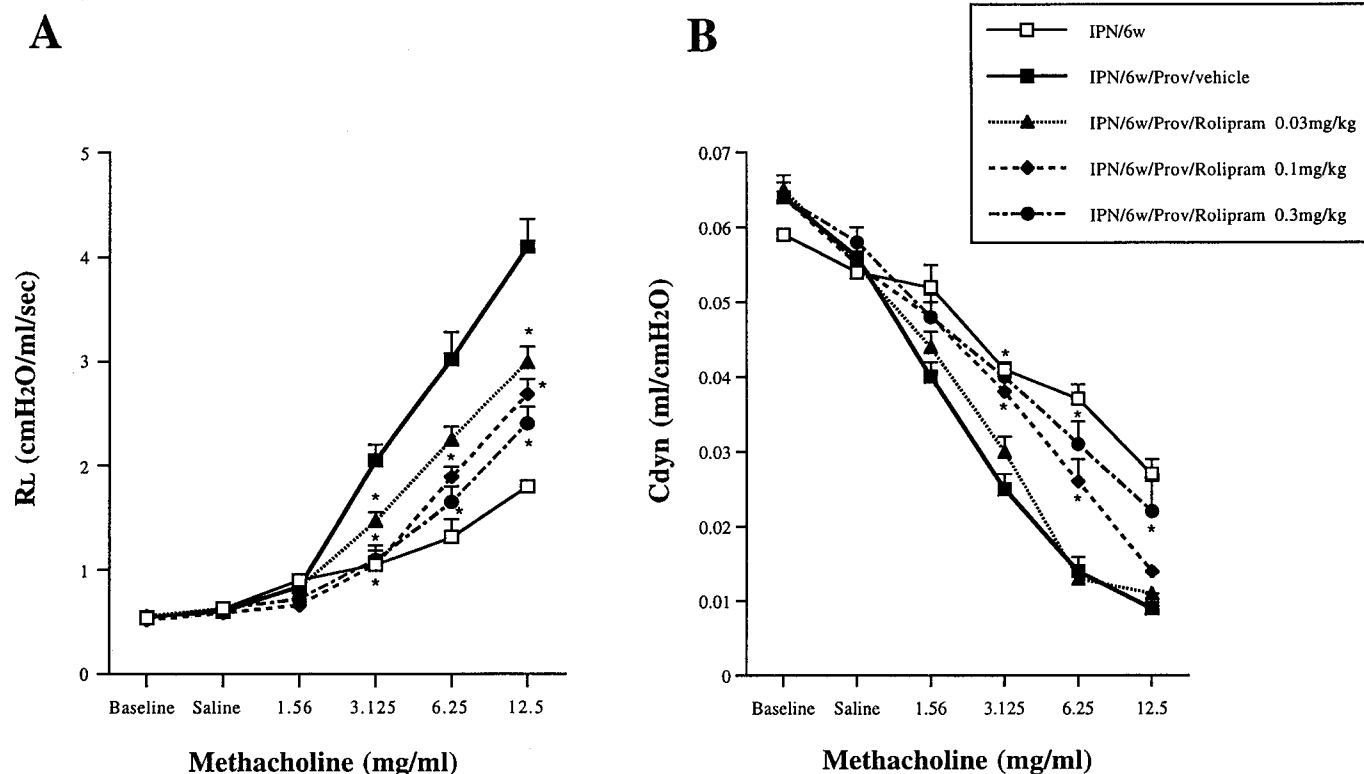 A
B
IPN/6w
IPN/6w/Prov/vehicle
IPN/6w/Prov/Rolipram 0.03mg/kg
IPN/6w/Prov/Rolipram 0.1mg/kg
IPN/6w/Prov/Rolipram 0.3mg/kg
RL (cmH2O/ml/sec)
5
4
3
2
1
0
* * * * * * * * *
Baseline Saline 1.56 3.125 6.25 12.5
Methacholine (mg/ml)
Cdyn (ml/cmH2O)
0.07
0.06
0.05
0.04
0.03
0.02
0.01
0
* * * * *
Baseline Saline 1.56 3.125 6.25 12.5
Methacholine (mg/ml)